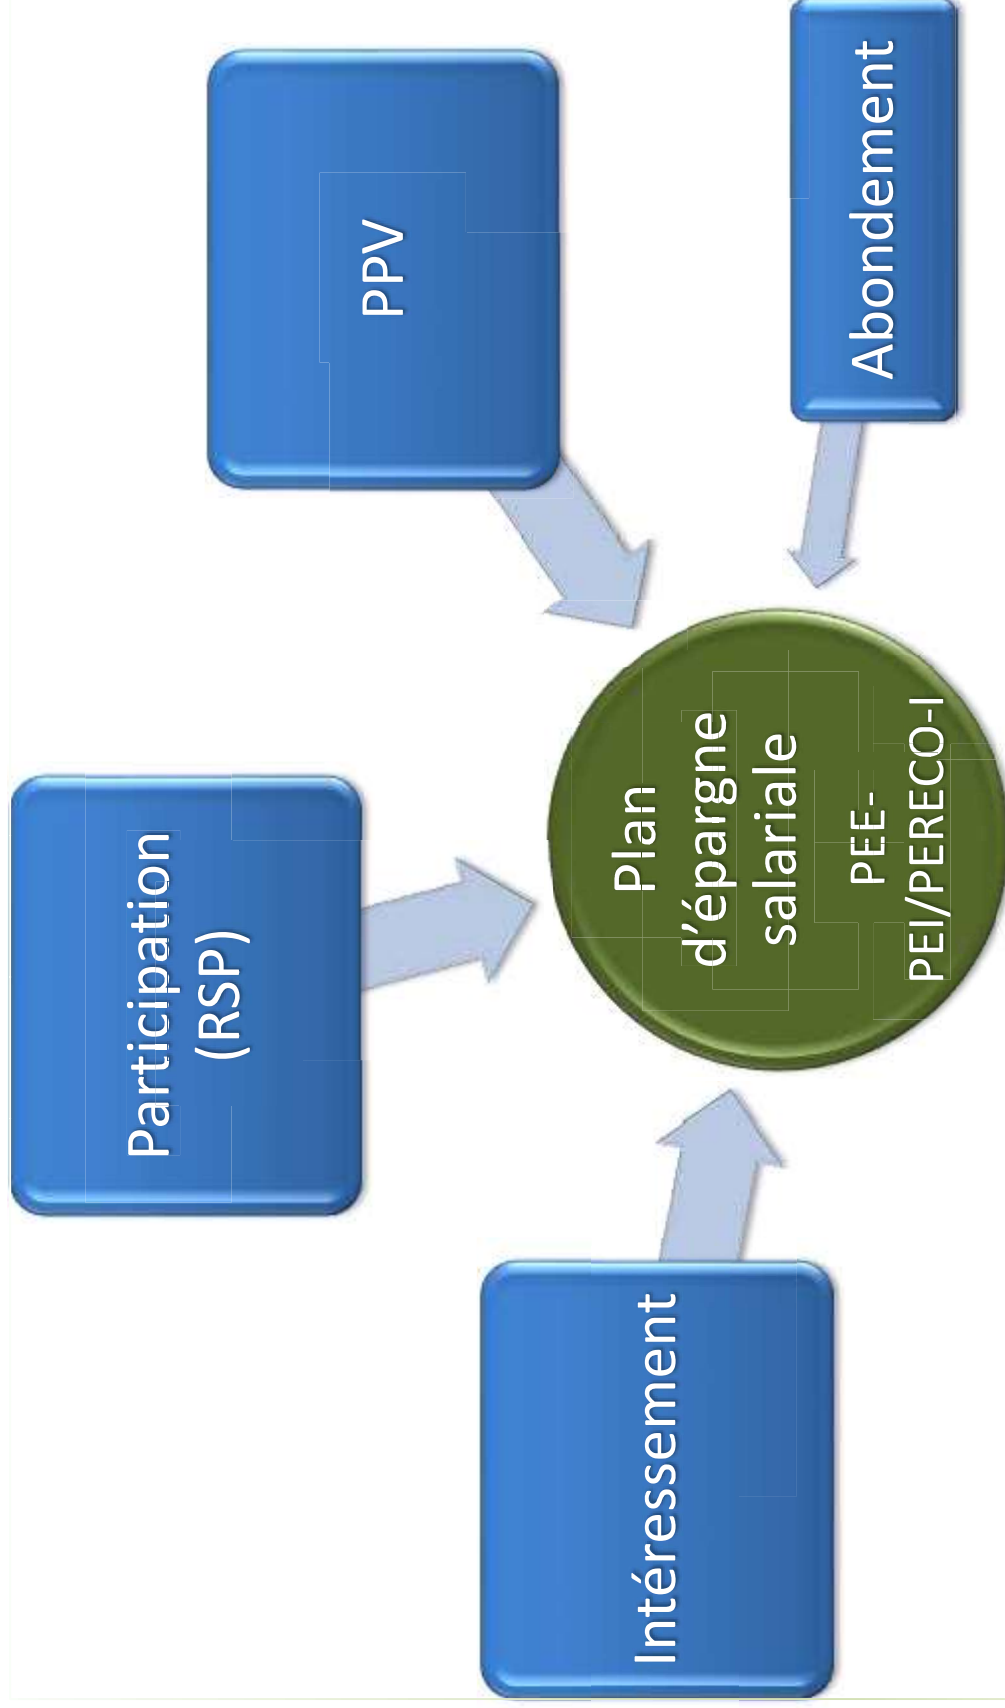 Intéressement
Participation
(RSP)
PPV
Abondement
Plan
d'épargne
salariale
PEE-
PEI/PERECO-I